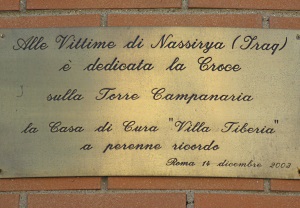 Alle Vittime di Nassirya (Iraq)
è dedicata la Croce
sulla Torre Campanaria
la Casa di Cura "Villa Tiberia"
a perenne ricordo
Roma 14 dicembre 2003